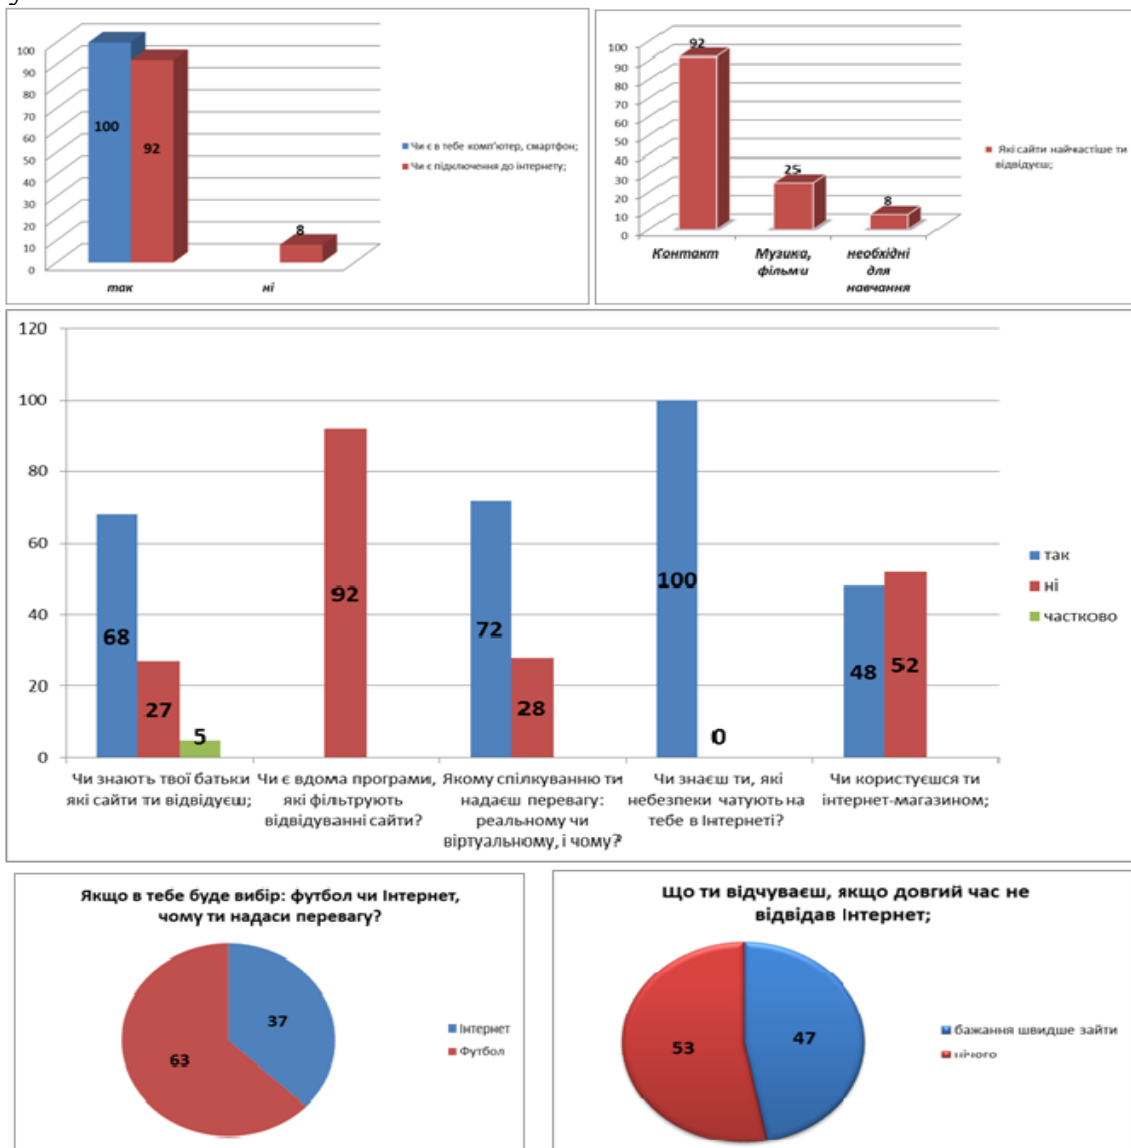 100
90
80
70
60
50
40
30
20
10
0
100
92
8
так
ні
Чи є в тебе комп'ютер, смартфон;
Чи є підключення до інтернету;
100
90
80
70
60
50
40
30
20
10
0
92
25
8
Контакт
Музика,
фільми
необхідні
для
навчання
Які сайти найчастіше ти
відвідуєш;
120
100
80
60
40
20
0
68
27
5
92
72
28
100
0
48
52
Чи знають твої батьки
які сайти ти відвідуєш;
Чи є вдома програми,
які фільтрують
відвідуванні сайти?
Якому спілкуванню ти
надаєш перевагу:
реальному чи
віртуальному, і чому?
Чи знаєш ти, які
небезпеки чатують на
тебе в Інтернеті?
Чи користуєшся ти
інтернет-магазином;
так
ні
частково
Якщо в тебе буде вибір: футбол чи Інтернет,
чому ти надаси перевагу?
37
63
Інтернет
Футбол
Що ти відчуваєш, якщо довгий час не
відвідав Інтернет;
53
47
бажання швидше зайти
нічого